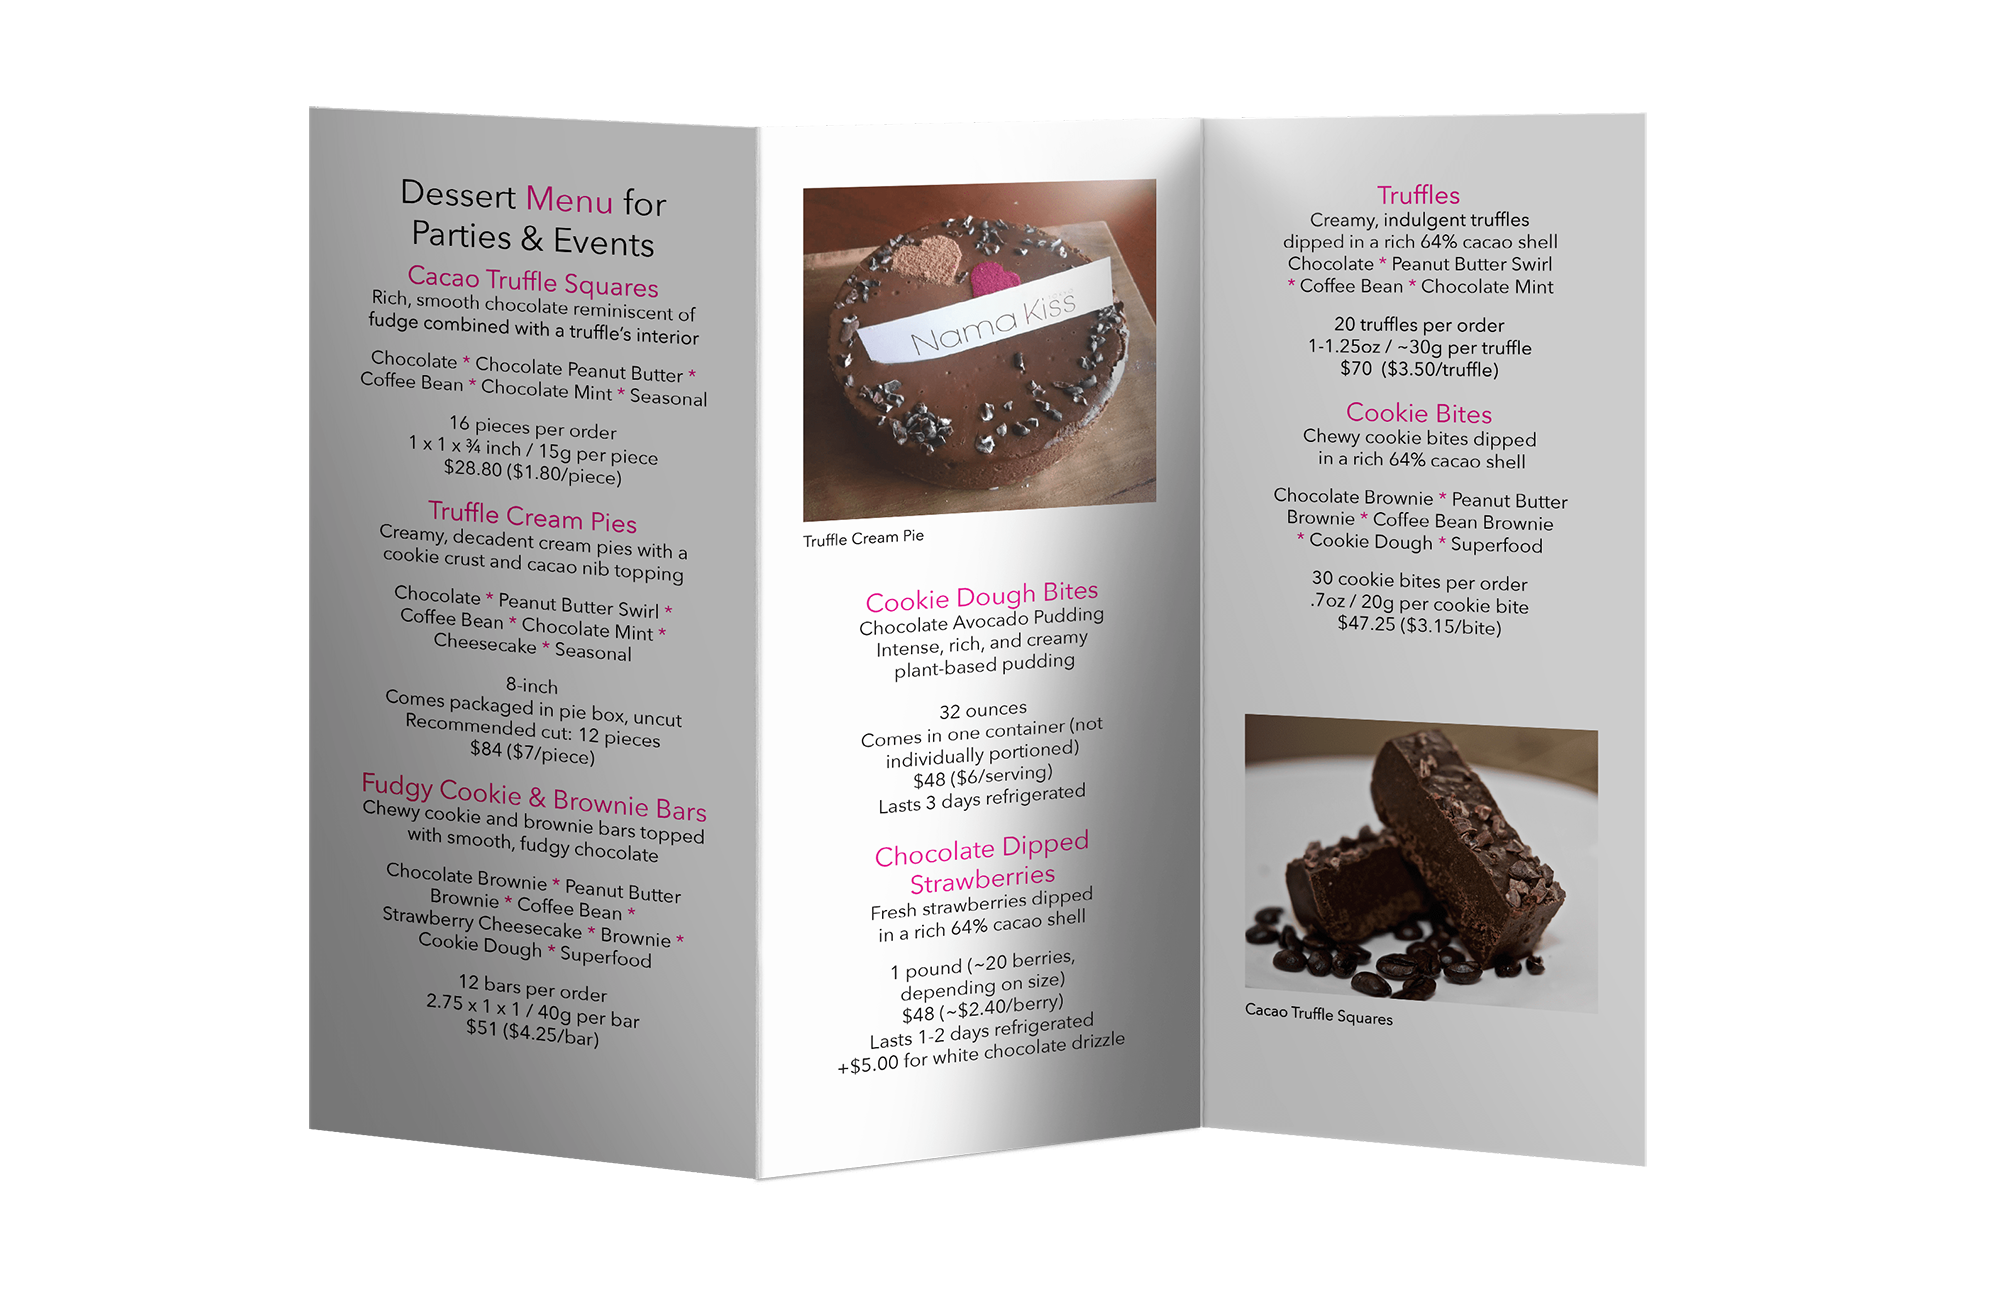 Dessert Menu for
Parties & Events
Cacao Truffle Squares
Rich, smooth chocolate reminiscent of
fudge combined with a truffle's interior
Chocolate * Chocolate Peanut Butter *
Coffee Bean * Chocolate Mint * Seasonal
16 pieces per order
1 x 1 x ¾ inch / 15g per piece
$28.80 ($1.80/piece)
Truffle Cream Pies
Creamy, decadent cream pies with a
cookie crust and cacao nib topping
Chocolate * Peanut Butter Swirl *
Coffee Bean * Chocolate Mint *
Cheesecake * Seasonal
8-inch
Comes packaged in pie box, uncut
Recommended cut: 12 pieces
$84 ($7/piece)
Fudgy Cookie & Brownie Bars
Chewy cookie and brownie bars topped
with smooth, fudgy chocolate
Chocolate Brownie * Peanut Butter
Brownie * Coffee Bean *
Strawberry Cheesecake * Brownie *
Cookie Dough * Superfood
12 bars per order
2.75 x 1 x 1 / 40g per bar
$51 ($4.25/bar)
Nama Kiss
Truffle Cream Pie
Cookie Dough Bites
Chocolate Avocado Pudding
Intense, rich, and creamy
plant-based pudding
32 ounces
Comes in one container (not
individually portioned)
$48 ($6/serving)
Lasts 3 days refrigerated
Chocolate Dipped
Strawberries
Fresh strawberries dipped
in a rich 64% cacao shell
1 pound (~20 berries,
depending on size)
$48 (~$2.40/berry)
Lasts 1-2 days refrigerated
+$5.00 for white chocolate drizzle
Truffles
Creamy, indulgent truffles
dipped in a rich 64% cacao shell
Chocolate * Peanut Butter Swirl
* Coffee Bean * Chocolate Mint
20 truffles per order
1-1.25oz / ~30g per truffle
$70 ($3.50/truffle)
Cookie Bites
Chewy cookie bites dipped
in a rich 64% cacao shell
Chocolate Brownie * Peanut Butter
Brownie * Coffee Bean Brownie
* Cookie Dough * Superfood
30 cookie bites per order
.7oz / 20g per cookie bite
$47.25 ($3.15/bite)
Cacao Truffle Squares